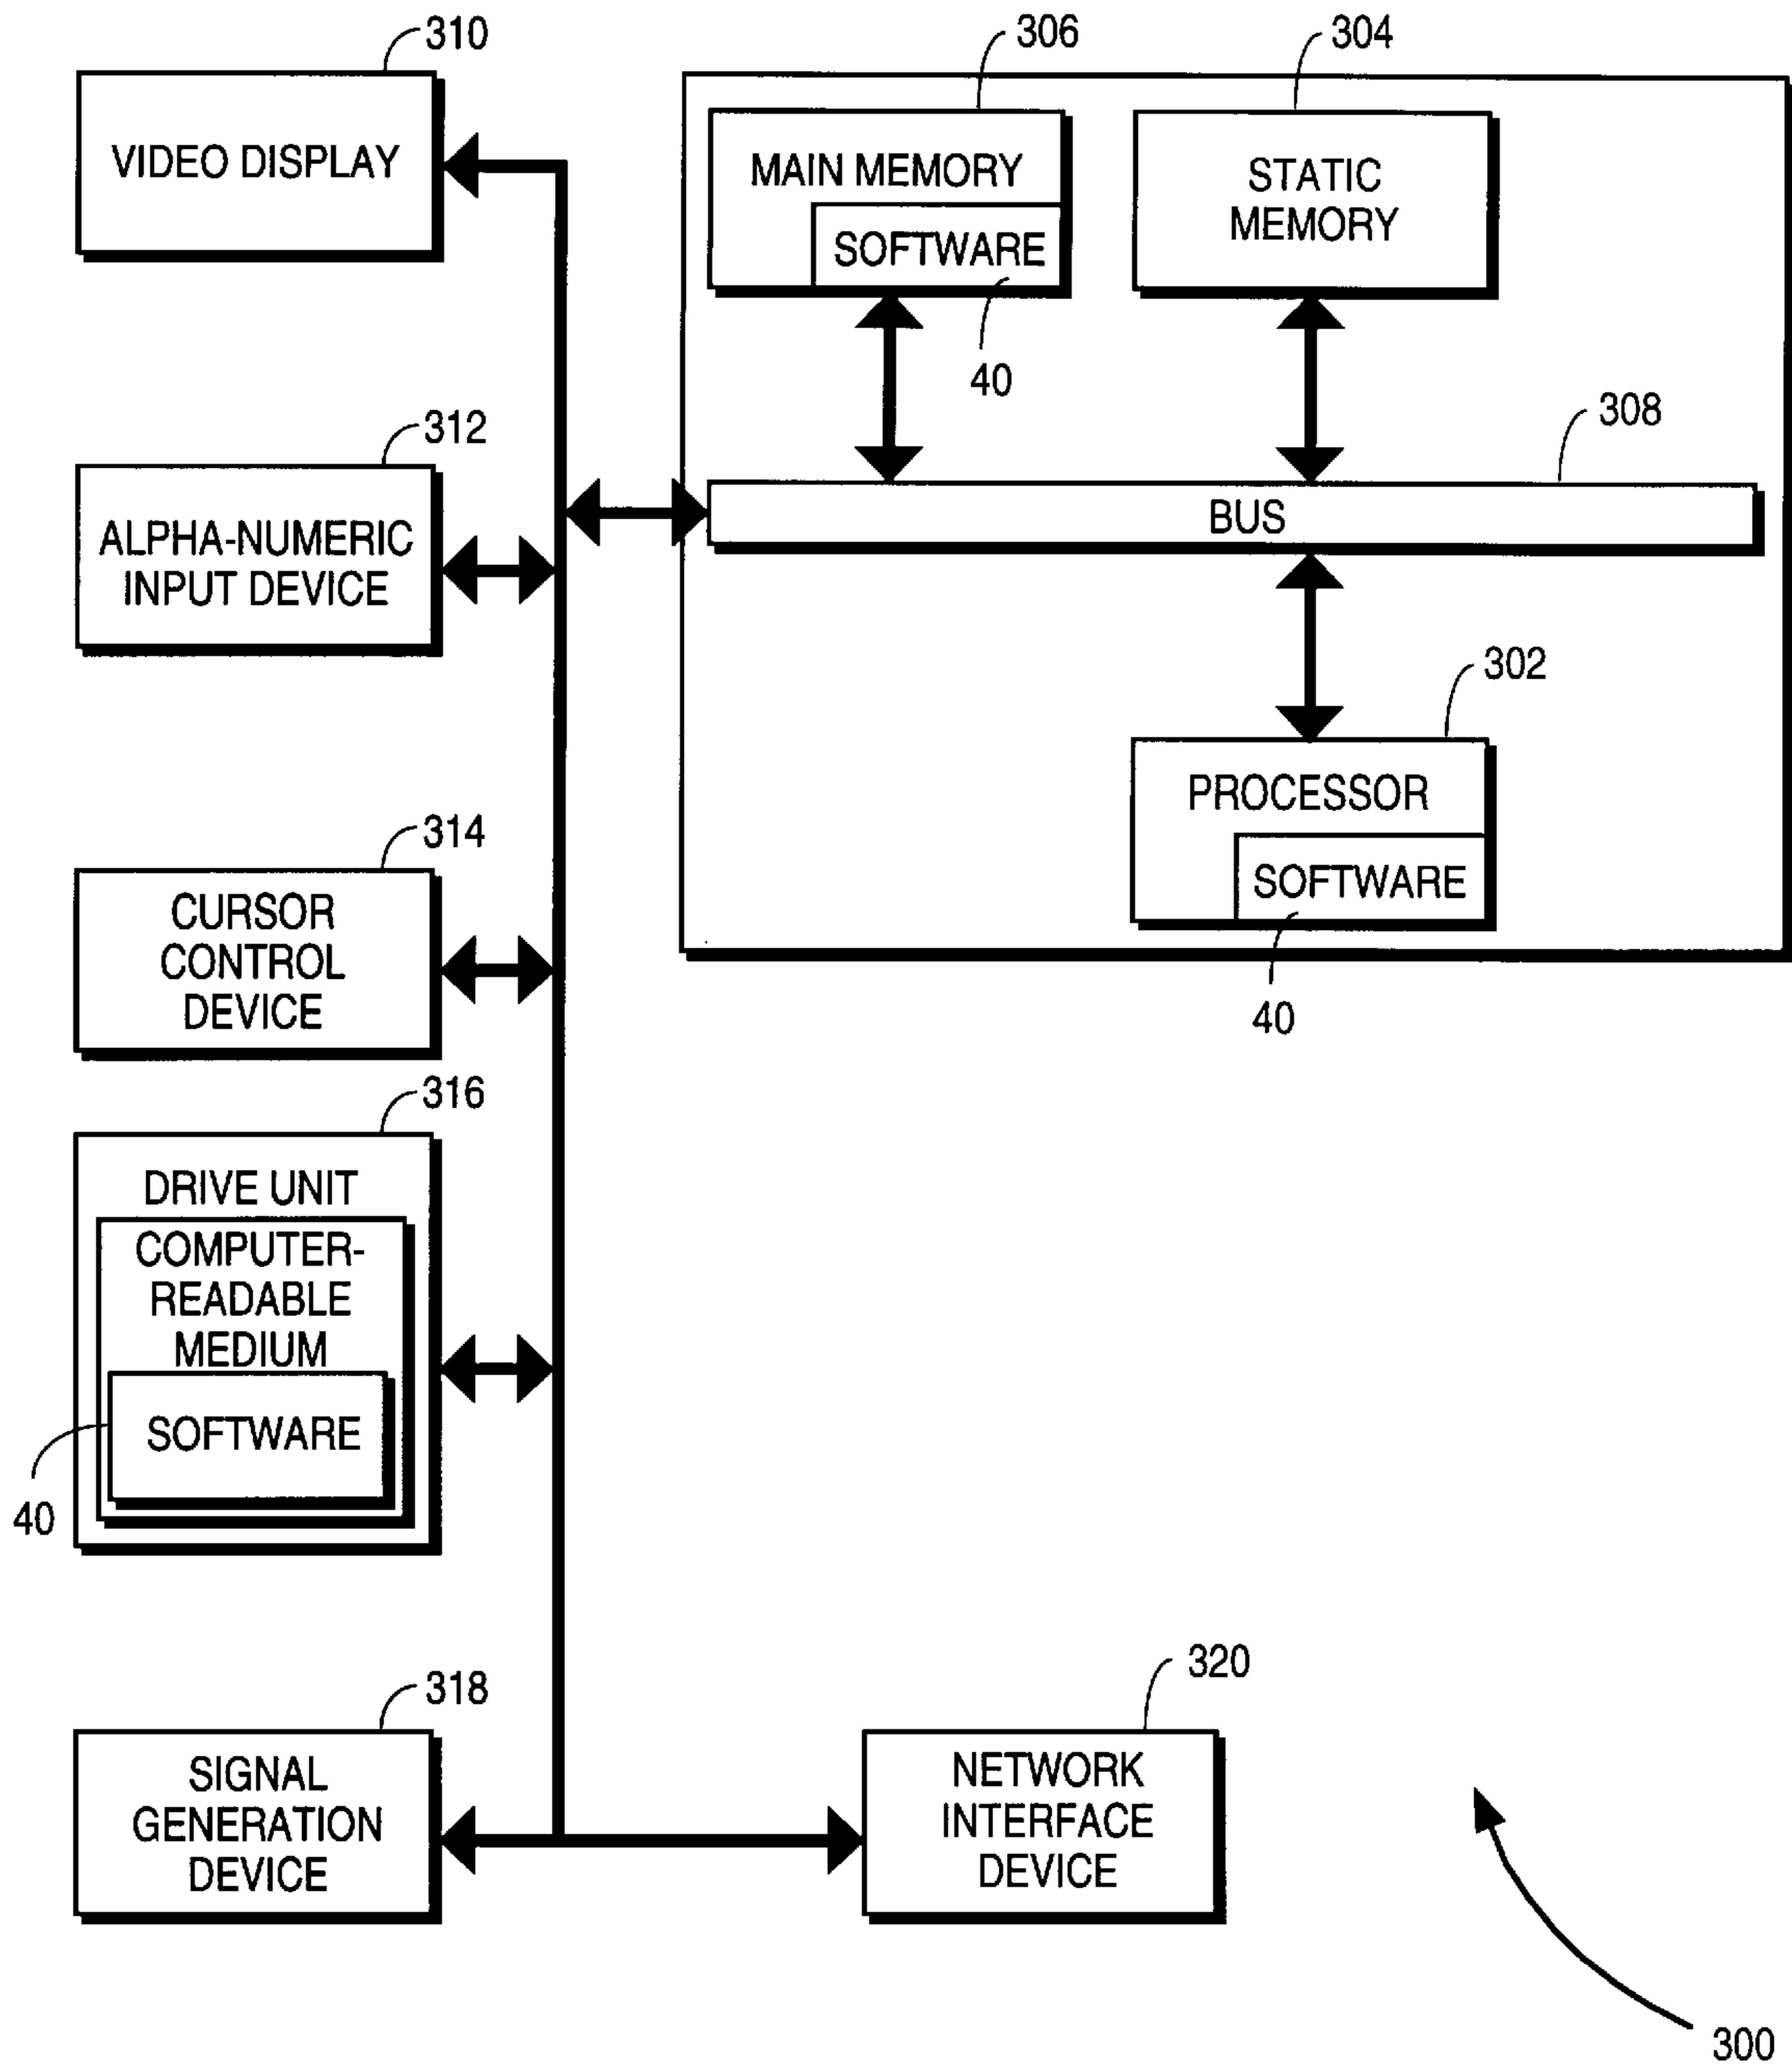 310
VIDEO DISPLAY
306
MAIN MEMORY
SOFTWARE
40
304
STATIC
MEMORY
308
BUS
312
ALPHA-NUMERIC
INPUT DEVICE
302
PROCESSOR
SOFTWARE
40
314
CURSOR
CONTROL
DEVICE
316
DRIVE UNIT
COMPUTER-
READABLE
MEDIUM
SOFTWARE
40
318
SIGNAL
GENERATION
DEVICE
320
NETWORK
INTERFACE
DEVICE
300